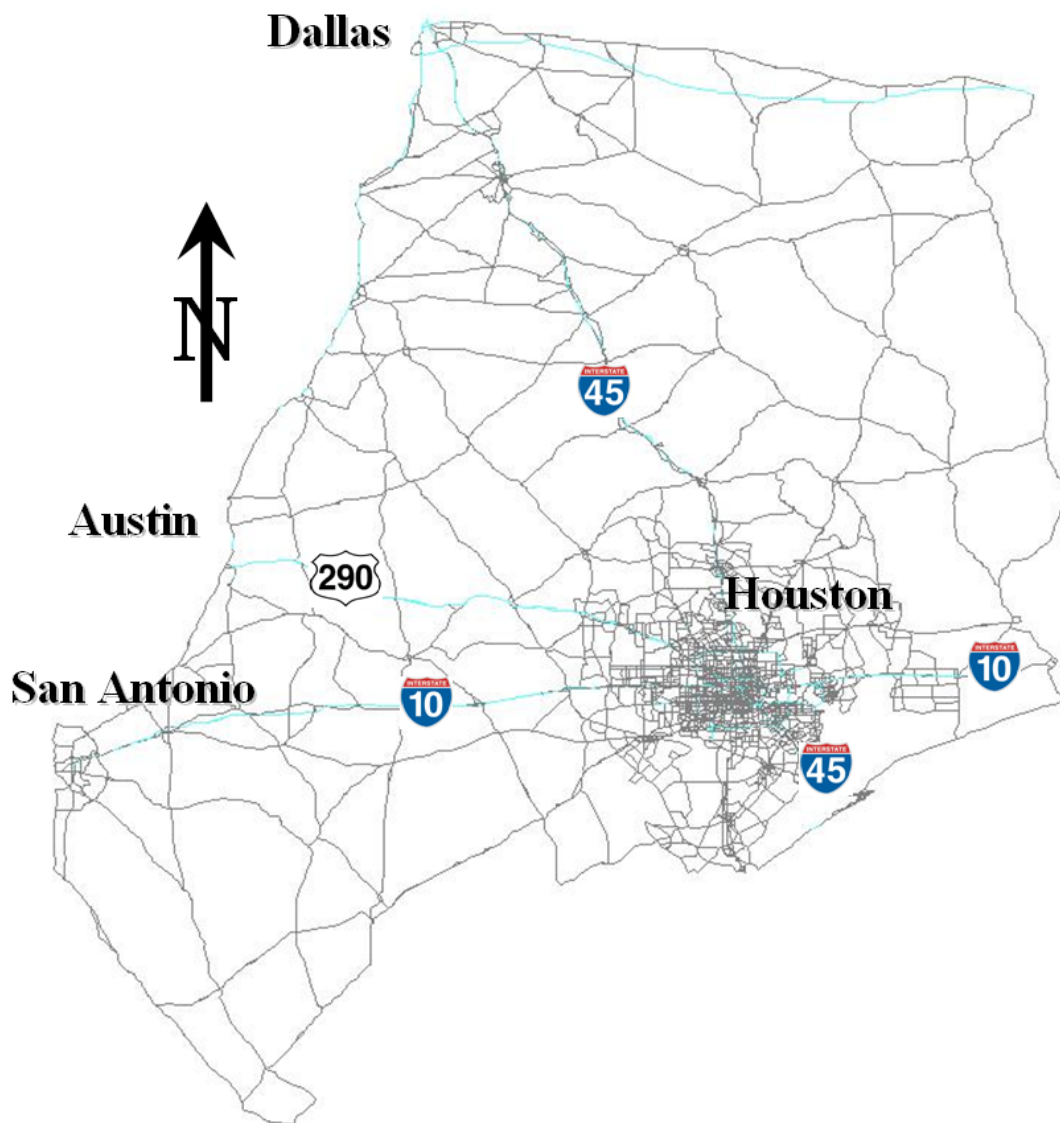 Dallas
N
INTERSTATE
45
Austin
290
Houston
San Antonio
INTERSTATE
10
INTERSTATE
10
INTERSTATE
45